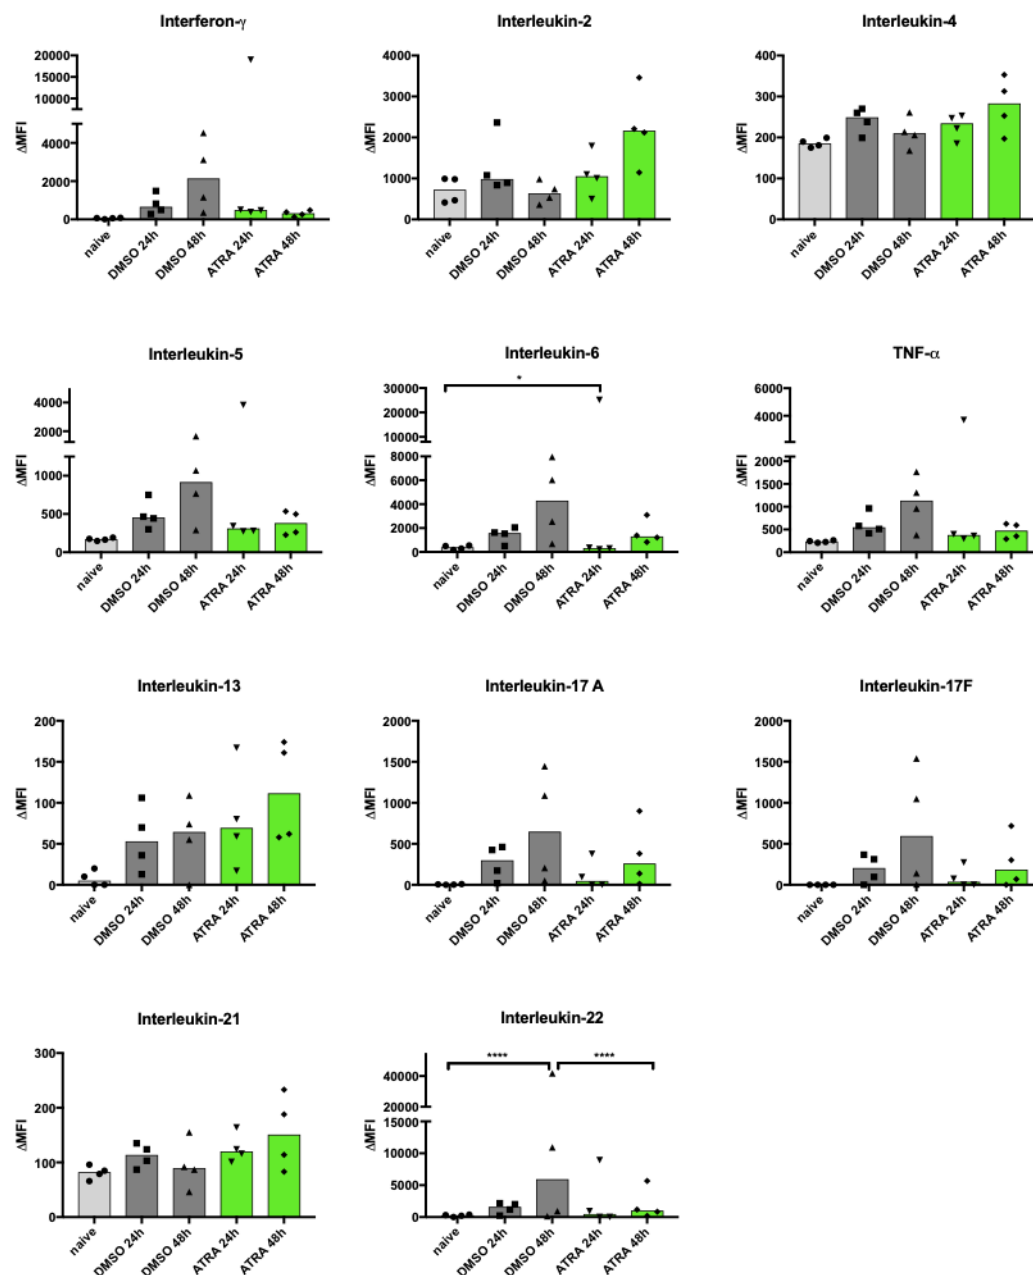 Interferon-γ
ΔMFI
20000
15000
10000
4000
2000
0
naive
DMSO 24h
DMSO 48h
ATRA 24h
ATRA 48h
Interleukin-2
ΔMFI
4000
3000
2000
1000
0
naive
DMSO 24h
DMSO 48h
ATRA 24h
ATRA 48h
Interleukin-4
ΔMFI
400
300
200
100
0
naive
DMSO 24h
DMSO 48h
ATRA 24h
ATRA 48h
Interleukin-5
ΔMFI
4000
2000
1000
500
0
naive
DMSO 24h
DMSO 48h
ATRA 24h
ATRA 48h
Interleukin-6
ΔMFI
30000
20000
10000
8000
6000
4000
2000
0
*
naive
DMSO 24h
DMSO 48h
ATRA 24h
ATRA 48h
TNF-α
ΔMFI
6000
4000
2000
1500
1000
500
0
naive
DMSO 24h
DMSO 48h
ATRA 24h
ATRA 48h
Interleukin-13
ΔMFI
200
150
100
50
0
naive
DMSO 24h
DMSO 48h
ATRA 24h
ATRA 48h
Interleukin-17 A
ΔMFI
2000
1500
1000
500
0
naive
DMSO 24h
DMSO 48h
ATRA 24h
ATRA 48h
Interleukin-17F
ΔMFI
2000
1500
1000
500
0
naive
DMSO 24h
DMSO 48h
ATRA 24h
ATRA 48h
Interleukin-21
ΔMFI
300
200
100
0
naive
DMSO 24h
DMSO 48h
ATRA 24h
ATRA 48h
Interleukin-22
ΔMFI
40000
20000
15000
10000
5000
0
****
****
naive
DMSO 24h
DMSO 48h
ATRA 24h
ATRA 48h